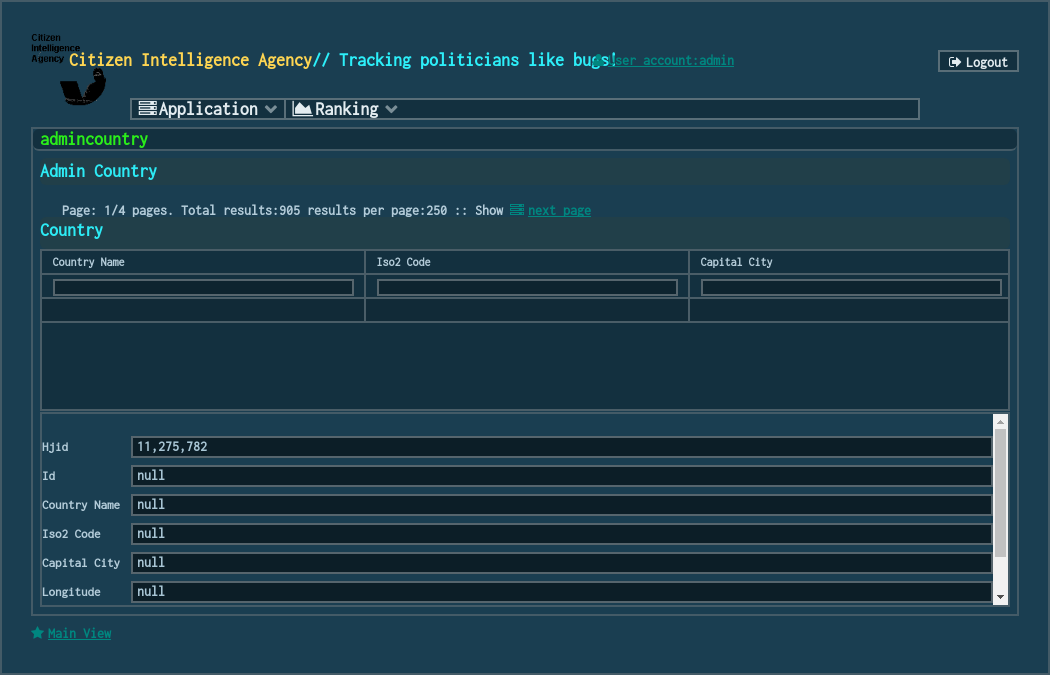 Citizen
Intelligence
Agency
Citizen Intelligence Agency// Tracking politicians like bugs!
User account:admin
Logout
Application
Ranking
admincountry
Admin Country
Page: 1/4 pages. Total results:905 results per page:250 :: Show next page
Country
Country Name Iso2 Code Capital City
Hjid 11,275,782
Id null
Country Name null
Iso2 Code null
Capital City null
Longitude null
Main View